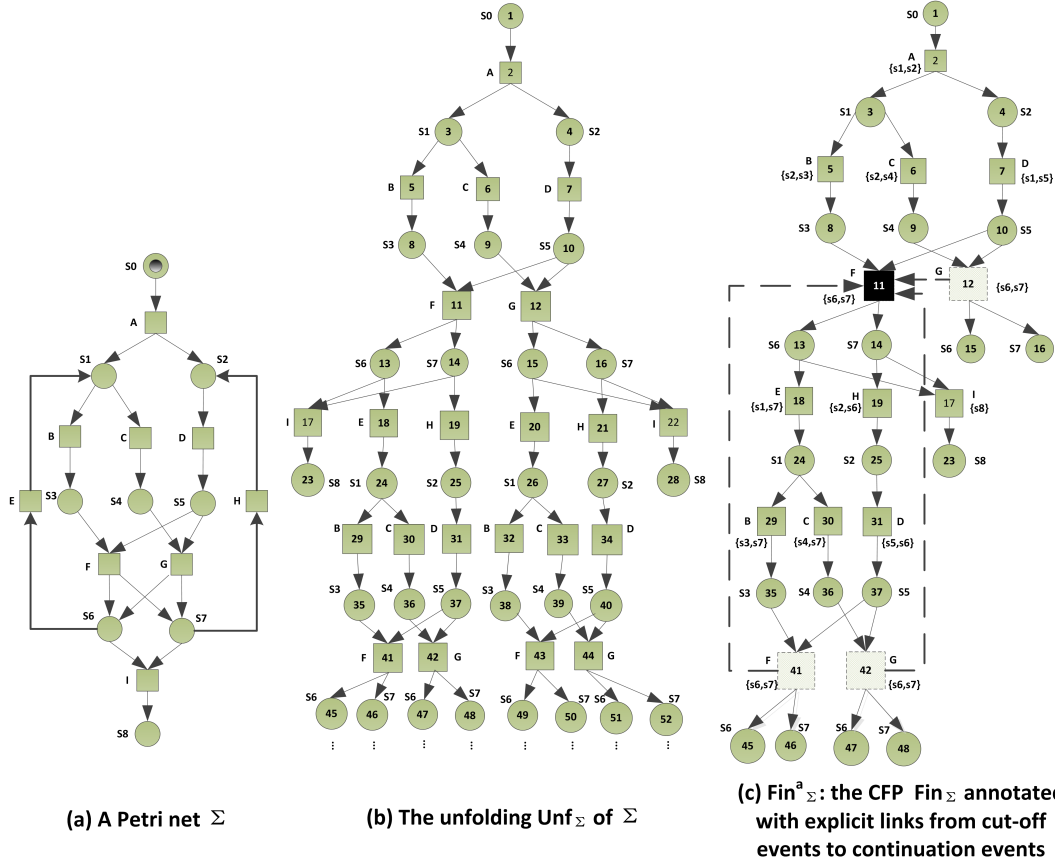 S0 1
A 2
S1 3 4 S2
B 5 C 6 D 7
S3 8 S4 9 S5 10
F 11 G 12
S6 13 S7 14 S6 15 16 S7
I 17 E 18 H 19 E 20 H 21 I 22
23 S8 S1 24 S2 25 S1 26 27 S2 28 S8
B 29 C 30 D 31 B 32 C 33 34 D
S3 35 S4 36 S5 37 S3 38 S4 39 S5 40
F 41 42 G F 43 44 G
S6 45 46 S7 S6 47 S7 48 S6 49 S7 50 S6 51 S7 52
... ... ... ... ... ... ... ...
S0
A
S1 S2
B C D
E S3 S4 S5 H
F G
S6 S7
I
S8
S0 1
A 2
{s1,s2}
S1 3 4 S2
B 5 C 6 7 D
{s2,s3} {s2,s4} {s1,s5}
S3 8 S4 9 10 S5
F 11 G 12
{s6,s7} {s6,s7}
S6 13 S7 14 S6 15 S7 16
E 18 H 19 17 I
{s1,s7} {s2,s6} {s8}
S1 24 S2 25 23 S8
B 29 C 30 31 D
{s3,s7} {s4,s7} {s5,s6}
S3 35 S4 36 37 S5
F 41 42 G
{s6,s7} {s6,s7}
S6 45 S7 46 S6 47 S7 48
(a) A Petri net Σ
(b) The unfolding UnfΣ of Σ
(c) FinaΣ: the CFP FinΣ annotated
with explicit links from cut-off
events to continuation events